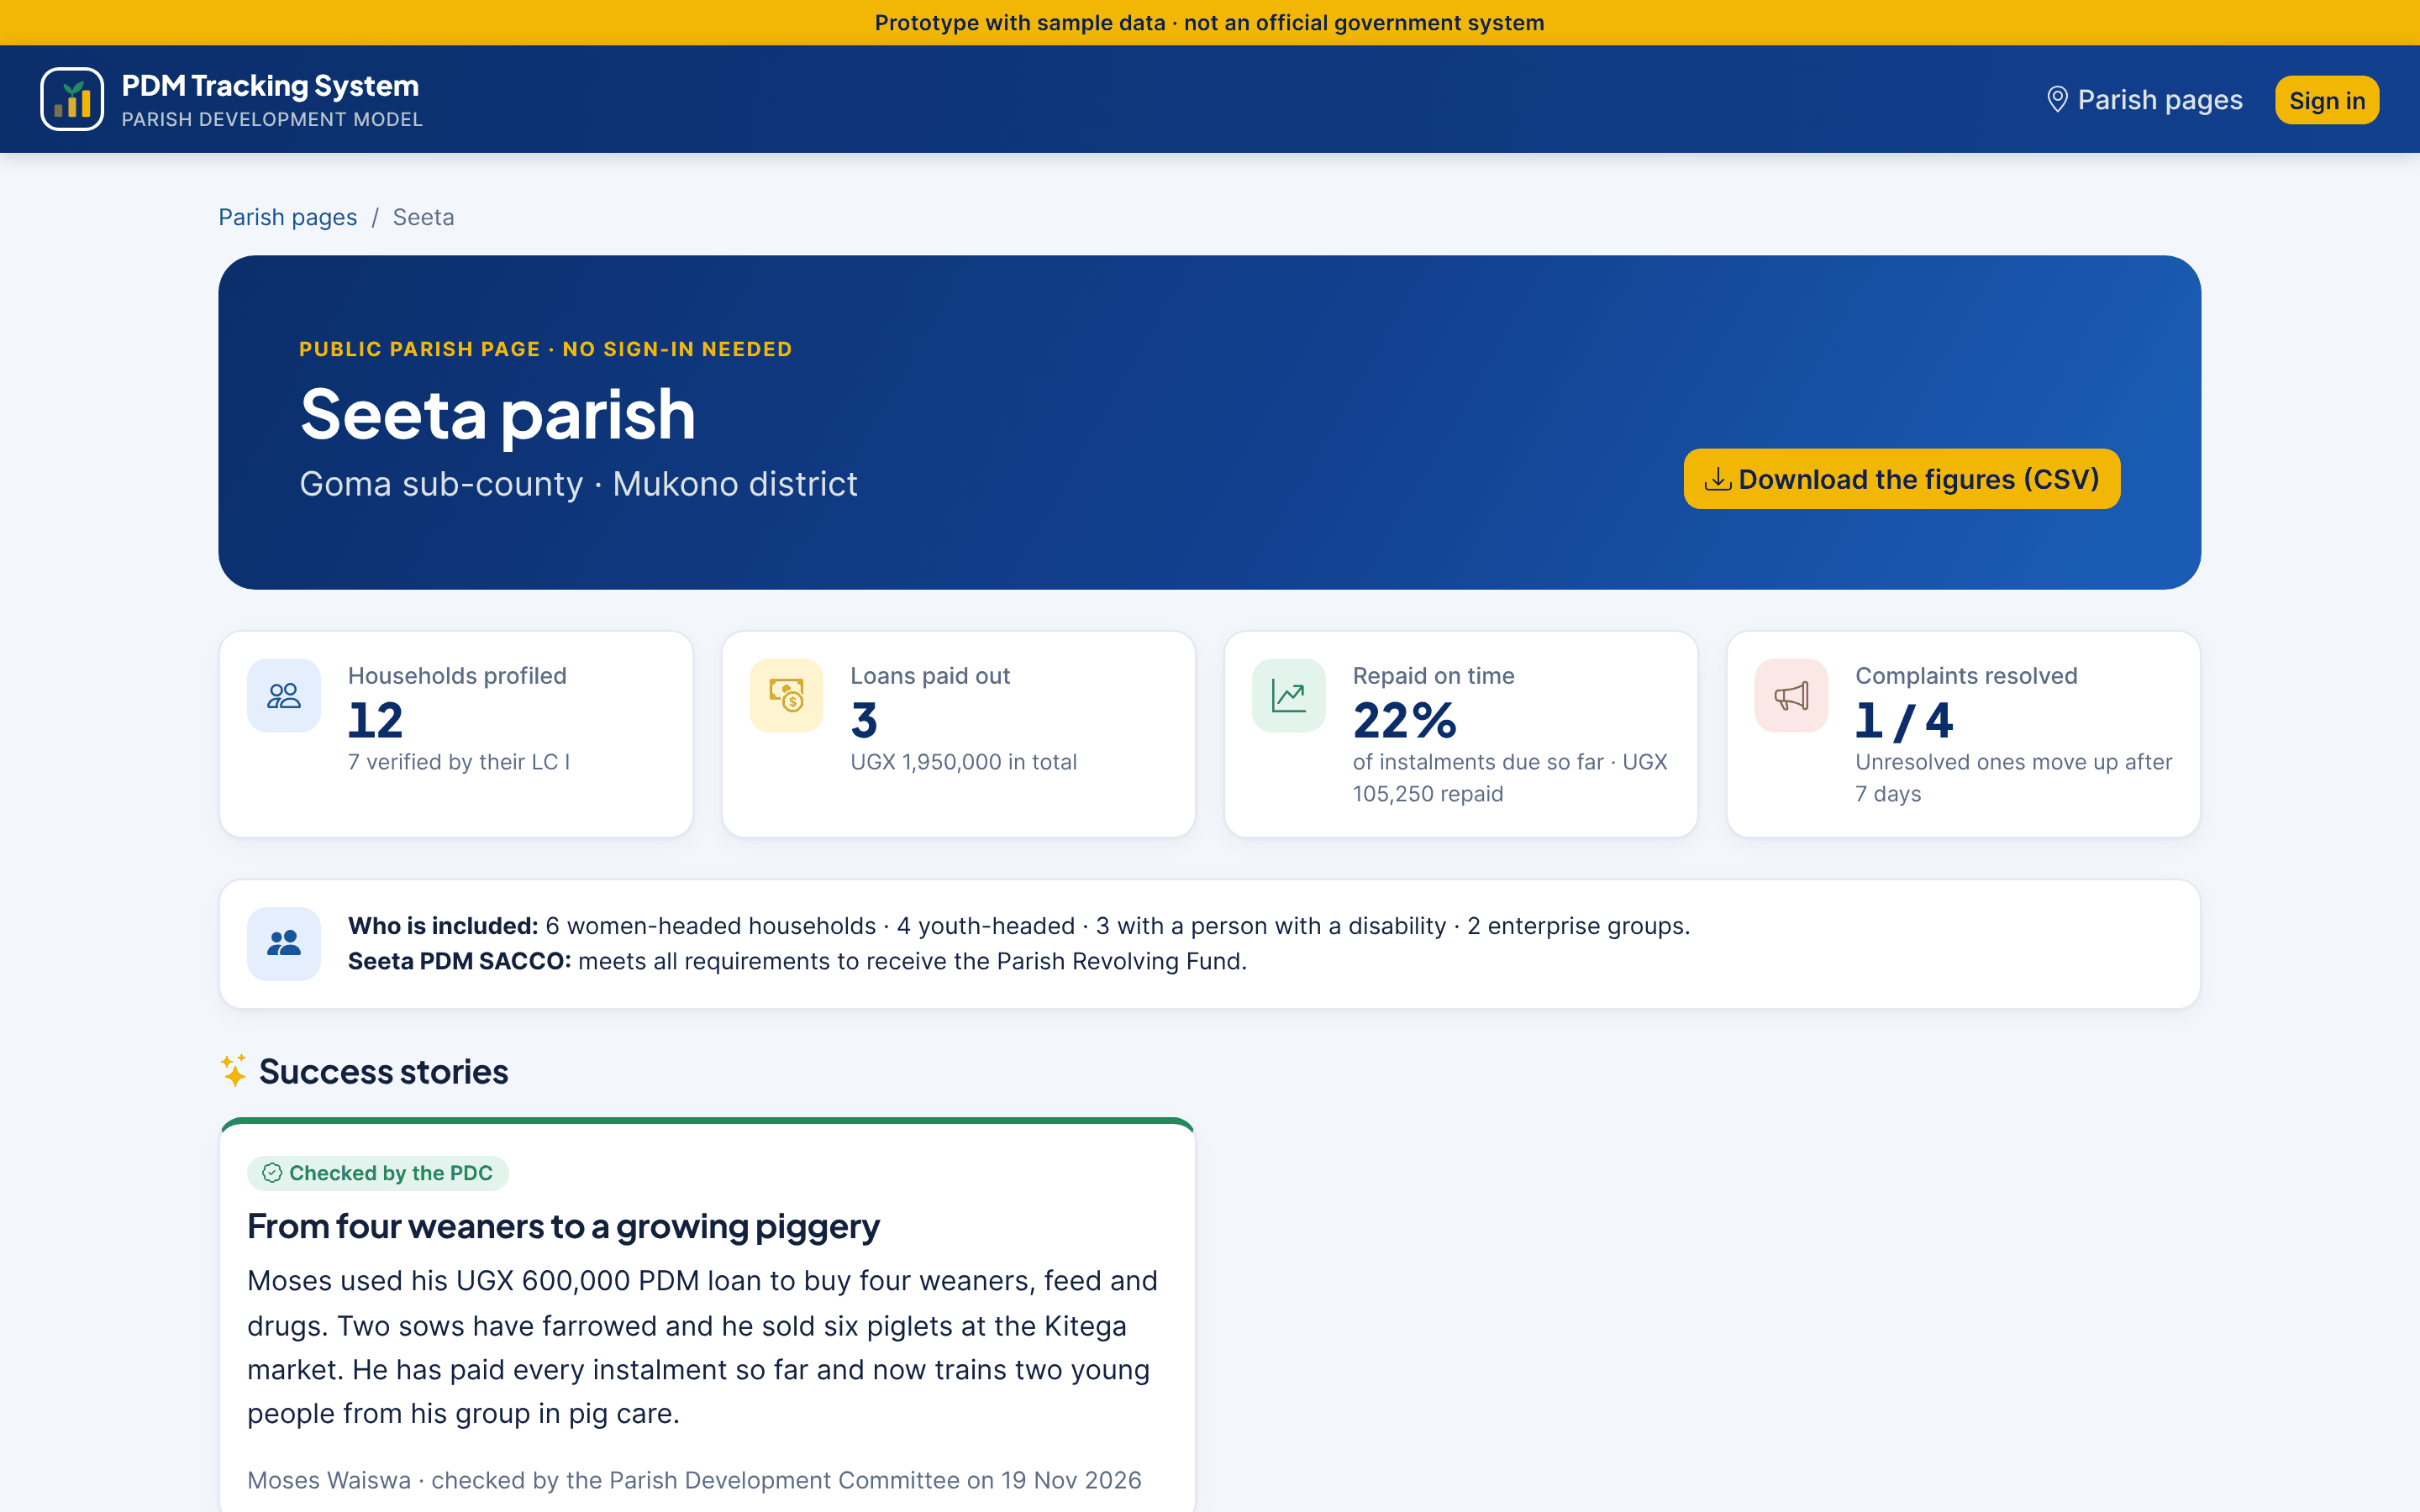 Prototype with sample data · not an official government system
PDM Tracking System
PARISH DEVELOPMENT MODEL
Parish pages
Sign in
Parish pages / Seeta
PUBLIC PARISH PAGE · NO SIGN-IN NEEDED
Seeta parish
Goma sub-county · Mukono district
Download the figures (CSV)
Households profiled
12
7 verified by their LC I
Loans paid out
3
UGX 1,950,000 in total
Repaid on time
22%
of instalments due so far · UGX
105,250 repaid
Complaints resolved
1 / 4
Unresolved ones move up after
7 days
Who is included: 6 women-headed households · 4 youth-headed · 3 with a person with a disability · 2 enterprise groups.
Seeta PDM SACCO: meets all requirements to receive the Parish Revolving Fund.
Success stories
Checked by the PDC
From four weaners to a growing piggery
Moses used his UGX 600,000 PDM loan to buy four weaners, feed and
drugs. Two sows have farrowed and he sold six piglets at the Kitega
market. He has paid every instalment so far and now trains two young
people from his group in pig care.
Moses Waiswa · checked by the Parish Development Committee on 19 Nov 2026